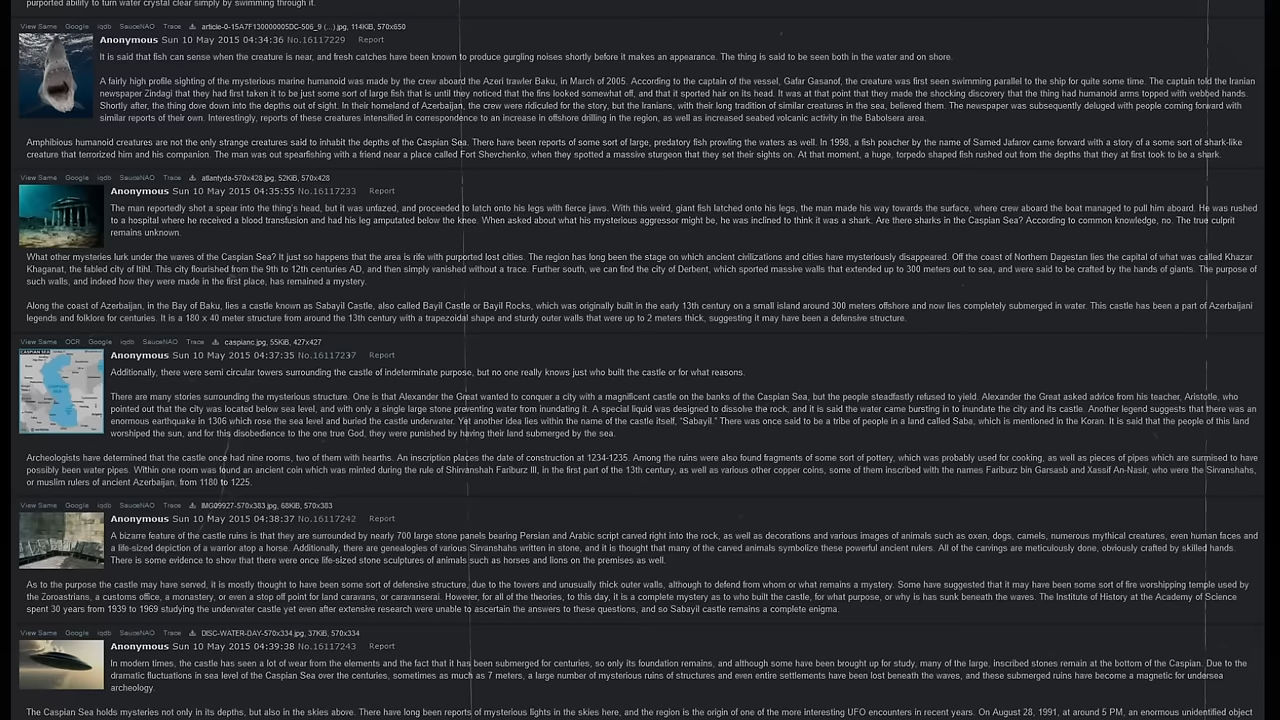 purported ability to turn water crystal clear simply by swimming through it.
View Same Google iqdb SauceNAO Trace article-0-15A7F130000005DC-506_9 (...).jpg, 114KiB, 570x650
Anonymous Sun 10 May 2015 04:34:36 No.16117229 Report
It is said that fish can sense when the creature is near, and fresh catches have been known to produce gurgling noises shortly before it makes an appearance. The thing is said to be seen both in the water and on shore.
A fairly high profile sighting of the mysterious marine humanoid was made by the crew aboard the Azeri trawler Baku, in March of 2005. According to the captain of the vessel, Gafar Gasanof, the creature was first seen swimming parallel to the ship for quite some time. The captain told the Iranian
newspaper Zindagi that they had first taken it to be just some sort of large fish that is until they noticed that the fins looked somewhat off, and that it sported hair on its head. It was at that point that they made the shocking discovery that the thing had humanoid arms topped with webbed hands.
Shortly after, the thing dove down into the depths out of sight. In their homeland of Azerbaijan, the crew were ridiculed for the story, but the Iranians, with their long tradition of similar creatures in the sea, believed them. The newspaper was subsequently deluged with people coming forward with
similar reports of their own. Interestingly, reports of these creatures intensified in correspondence to an increase in offshore drilling in the region, as well as increased seabed volcanic activity in the Babolsera area.
Amphibious humanoid creatures are not the only strange creatures said to inhabit the depths of the Caspian Sea. There have been reports of some sort of large, predatory fish prowling the waters as well. In 1998, a fish poacher by the name of Samed Jafarov came forward with a story of a some sort of shark-like
creature that terrorized him and his companion. The man was out spearfishing with a friend near a place called Fort Shevchenko, when they spotted a massive sturgeon that they set their sights on. At that moment, a huge, torpedo shaped fish rushed out from the depths that they at first took to be a shark.
View Same Google iqdb SauceNAO Trace atlantyda-570x428.jpg, 52KiB, 570x428
Anonymous Sun 10 May 2015 04:35:55 No.16117233 Report
The man reportedly shot a spear into the thing's head, but it was unfazed, and proceeded to latch onto his legs with fierce jaws. With this weird, giant fish latched onto his legs, the man made his way towards the surface, where crew aboard the boat managed to pull him aboard. He was rushed
to a hospital where he received a blood transfusion and had his leg amputated below the knee. When asked about what his mysterious aggressor might be, he was inclined to think it was a shark. Are there sharks in the Caspian Sea? According to common knowledge, no. The true culprit
remains unknown.
What other mysteries lurk under the waves of the Caspian Sea? It just so happens that the area is rife with purported lost cities. The region has long been the stage on which ancient civilizations and cities have mysteriously disappeared. Off the coast of Northern Dagestan lies the capital of what was called Khazar
Khaganat, the fabled city of Itihl. This city flourished from the 9th to 12th centuries AD, and then simply vanished without a trace. Further south, we can find the city of Derbent, which sported massive walls that extended up to 300 meters out to sea, and were said to be crafted by the hands of giants. The purpose of
such walls, and indeed how they were made in the first place, has remained a mystery.
Along the coast of Azerbaijan, in the Bay of Baku, lies a castle known as Sabayil Castle, also called Bayil Castle or Bayil Rocks, which was originally built in the early 13th century on a small island around 300 meters offshore and now lies completely submerged in water. This castle has been a part of Azerbaijani
legends and folklore for centuries. It is a 180 x 40 meter structure from around the 13th century with a trapezoidal shape and sturdy outer walls that were up to 2 meters thick, suggesting it may have been a defensive structure.
View Same OCR Google iqdb SauceNAO Trace caspianc.jpg, 55KiB, 427x427
Anonymous Sun 10 May 2015 04:37:35 No.16117237 Report
Additionally, there were semi circular towers surrounding the castle of indeterminate purpose, but no one really knows just who built the castle or for what reasons.
There are many stories surrounding the mysterious structure. One is that Alexander the Great wanted to conquer a city with a magnificent castle on the banks of the Caspian Sea, but the people steadfastly refused to yield. Alexander the Great asked advice from his teacher, Aristotle, who
pointed out that the city was located below sea level, and with only a single large stone preventing water from inundating it. A special liquid was designed to dissolve the rock, and it is said the water came bursting in to inundate the city and its castle. Another legend suggests that there was an
enormous earthquake in 1306 which rose the sea level and buried the castle underwater. Yet another idea lies within the name of the castle itself, "Sabayil." There was once said to be a tribe of people in a land called Saba, which is mentioned in the Koran. It is said that the people of this land
worshiped the sun, and for this disobedience to the one true God, they were punished by having their land submerged by the sea.
Archeologists have determined that the castle once had nine rooms, two of them with hearths. An inscription places the date of construction at 1234-1235. Among the ruins were also found fragments of some sort of pottery, which was probably used for cooking, as well as pieces of pipes which are surmised to have
possibly been water pipes. Within one room was found an ancient coin which was minted during the rule of Shirvanshah Fariburz III, in the first part of the 13th century, as well as various other copper coins, some of them inscribed with the names Fariburz bin Garsasb and Xassif An-Nasir, who were the Sirvanshahs,
or muslim rulers of ancient Azerbaijan, from 1180 to 1225.
View Same Google iqdb SauceNAO Trace IMG09927-570x383.jpg, 68KiB, 570x383
Anonymous Sun 10 May 2015 04:38:37 No.16117242 Report
A bizarre feature of the castle ruins is that they are surrounded by nearly 700 large stone panels bearing Persian and Arabic script carved right into the rock, as well as decorations and various images of animals such as oxen, dogs, camels, numerous mythical creatures, even human faces and
a life-sized depiction of a warrior atop a horse. Additionally, there are genealogies of various Sirvanshahs written in stone, and it is thought that many of the carved animals symbolize these powerful ancient rulers. All of the carvings are meticulously done, obviously crafted by skilled hands.
There is some evidence to show that there were once life-sized stone sculptures of animals such as horses and lions on the premises as well.
As to the purpose the castle may have served, it is mostly thought to have been some sort of defensive structure, due to the towers and unusually thick outer walls, although to defend from whom or what remains a mystery. Some have suggested that it may have been some sort of fire worshipping temple used by
the Zoroastrians, a customs office, a monastery, or even a stop off point for land caravans, or caravanserai. However, for all of the theories, to this day, it is a complete mystery as to who built the castle, for what purpose, or why is has sunk beneath the waves. The Institute of History at the Academy of Science
spent 30 years from 1939 to 1969 studying the underwater castle yet even after extensive research were unable to ascertain the answers to these questions, and so Sabayil castle remains a complete enigma.
View Same Google iqdb SauceNAO Trace DISC-WATER-DAY-570x334.jpg, 37KiB, 570x334
Anonymous Sun 10 May 2015 04:39:38 No.16117243 Report
In modern times, the castle has seen a lot of wear from the elements and the fact that it has been submerged for centuries, so only its foundation remains, and although some have been brought up for study, many of the large, inscribed stones remain at the bottom of the Caspian. Due to the
dramatic fluctuations in sea level of the Caspian Sea over the centuries, sometimes as much as 7 meters, a large number of mysterious ruins of structures and even entire settlements have been lost beneath the waves, and these submerged ruins have become a magnetic for undersea
archeology.
The Caspian Sea holds mysteries not only in its depths, but also in the skies above. There have long been reports of mysterious lights in the skies here, and the region is the origin of one of the more interesting UFO encounters in recent years. On August 28, 1991, at around 5 PM, an enormous unidentified object